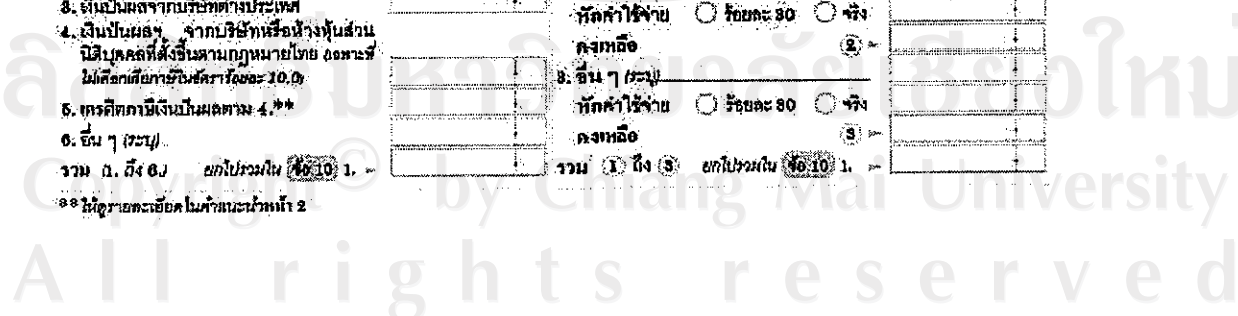 3. เงินปันผลจากบริษัทต่างประเทศ
4. เงินปันผลฯ จากบริษัทหรือห้างหุ้นส่วน
นิติบุคคลที่ตั้งขึ้นตามกฎหมายไทย (เฉพาะที่
ไม่เลือกเสียภาษีในอัตราร้อยละ 10.0)
5. เครดิตภาษีเงินปันผลตาม 4.**
6. อื่น ๆ (ระบุ)
รวม (1. ถึง 6.) ยกไปรวมใน ข้อ 10 1.
**ให้ดูรายละเอียดในคำแนะนำหน้า 2
หักค่าใช้จ่าย ร้อยละ 30 จริง
คงเหลือ 2
3. อื่น ๆ (ระบุ)
หักค่าใช้จ่าย ร้อยละ 30 จริง
คงเหลือ 3
รวม 1 ถึง 3 ยกไปรวมใน ข้อ 10 1.
ลิขสิทธิ์มหาวิทยาลัยเชียงใหม่
Copyright © by Chiang Mai University
All rights reserved